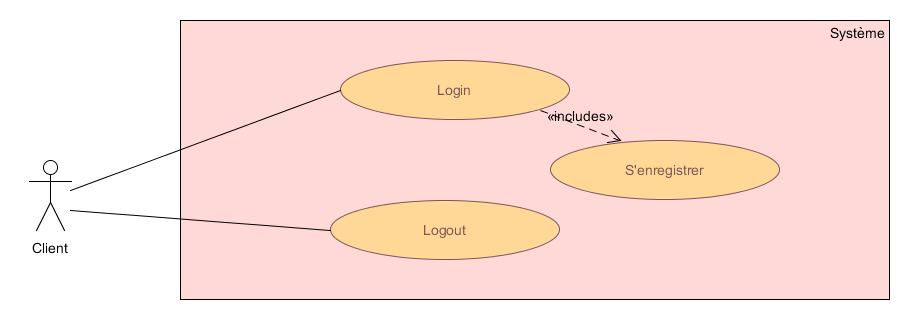 Système
Login
«includes»
S'enregistrer
Logout
Client